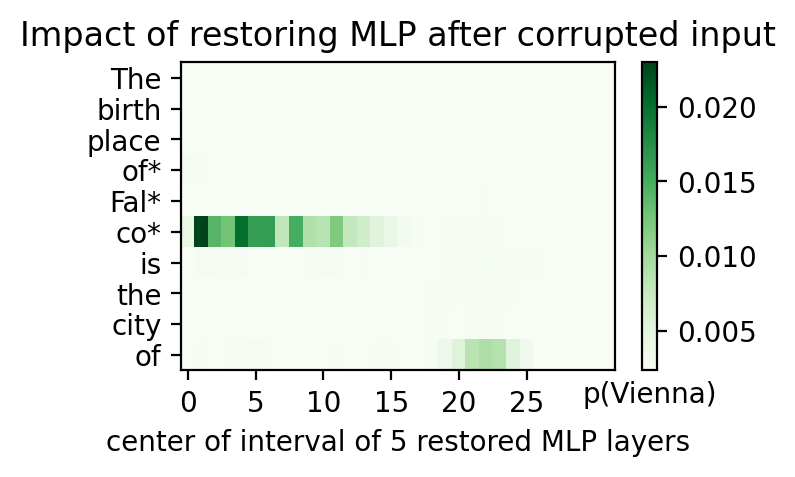 Impact of restoring MLP after corrupted input
The
birth
place
of*
Fal*
co*
is
the
city
of
0.020
0.015
0.010
0.005
0 5 10 15 20 25
p(Vienna)
center of interval of 5 restored MLP layers